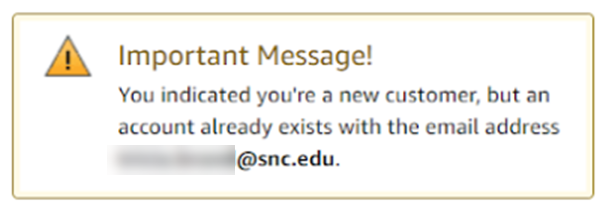 Important Message!
You indicated you're a new customer, but an
account already exists with the email address
@snc.edu.